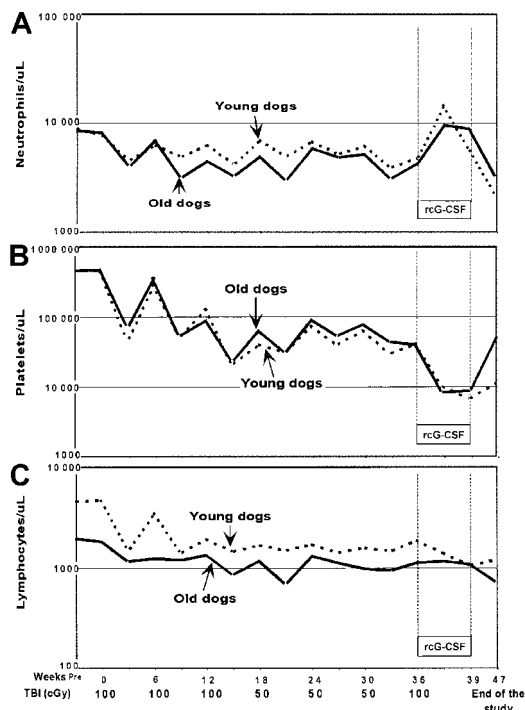 A
Neutrophils/uL
100 000
10 000
1000
Young dogs
Old dogs
rcG-CSF
B
Platelets/uL
1000 000
100 000
10 000
1000
Old dogs
Young dogs
rcG-CSF
C
Lymphocytes/uL
10 000
1000
100
Young dogs
Old dogs
rcG-CSF
Weeks Pre 0 6 12 18 24 30 36 39 47
TBI (cGy) 100 100 100 50 50 50 100 End of the
study